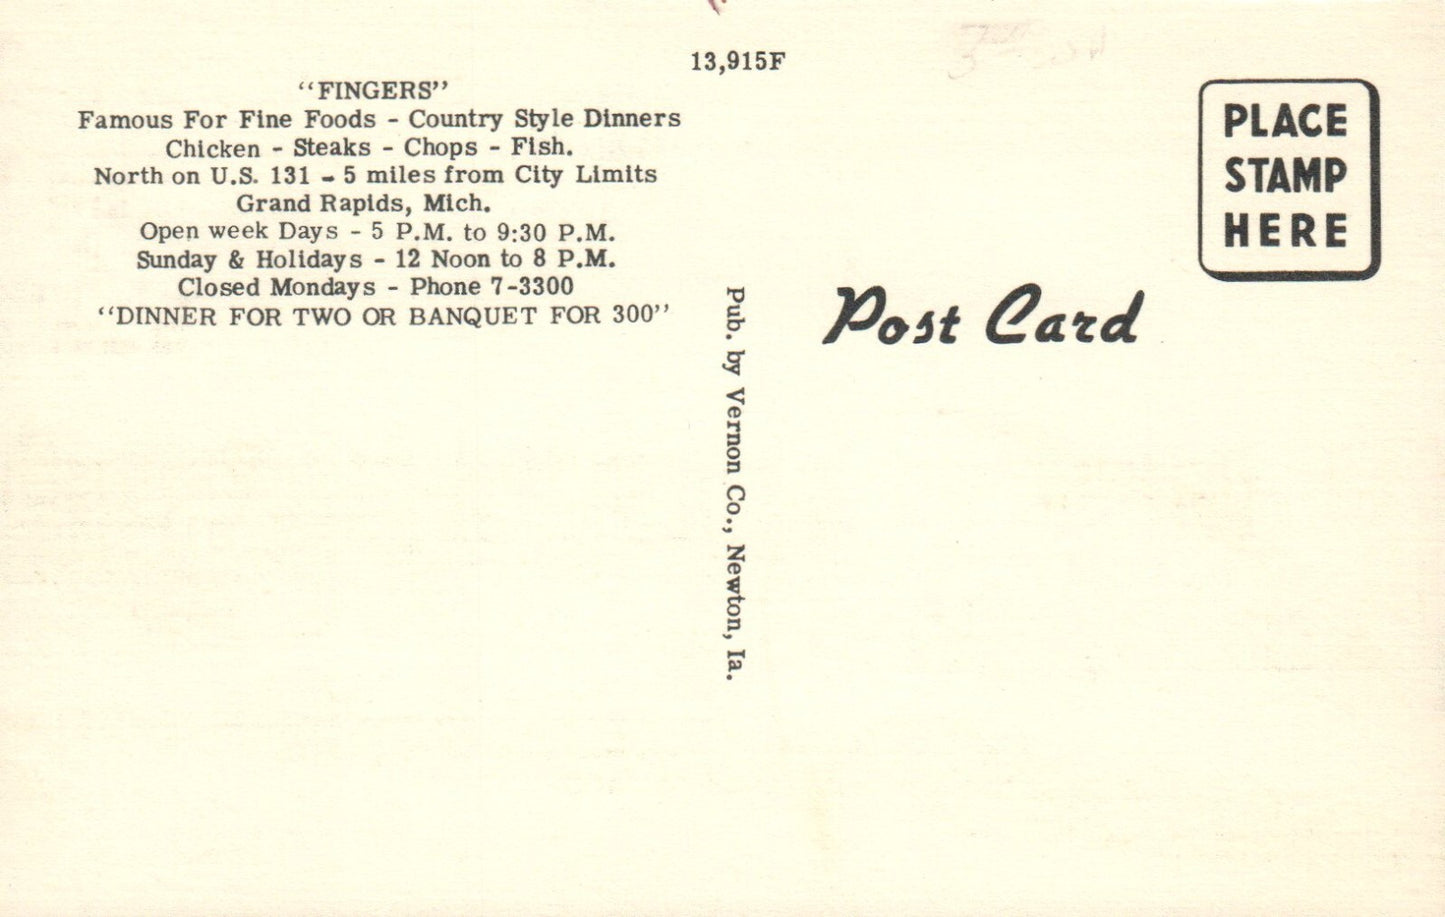 13,915F
"FINGERS"
Famous For Fine Foods - Country Style Dinners
Chicken - Steaks - Chops - Fish.
North on U.S. 131 - 5 miles from City Limits
Grand Rapids, Mich.
Open week Days - 5 P.M. to 9:30 P.M.
Sunday & Holidays - 12 Noon to 8 P.M.
Closed Mondays - Phone 7-3300
"DINNER FOR TWO OR BANQUET FOR 300"
Pub. by Vernon Co., Newton, Ia.
PLACE
STAMP
HERE
Post Card